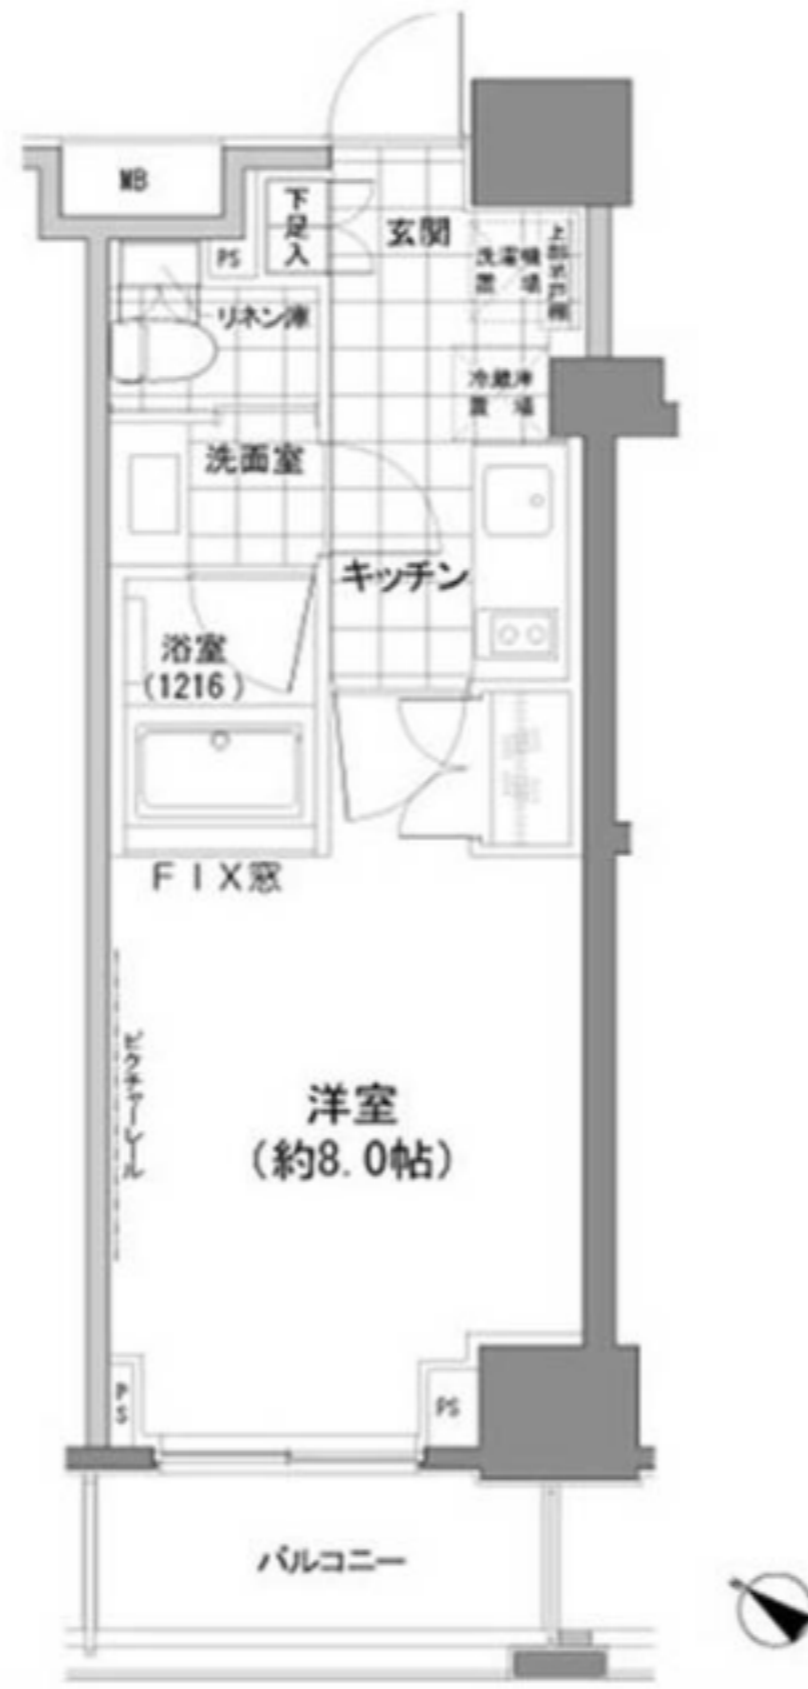 MB
下足入
玄関
PS
洗濯機
置場
上部吊戸棚
リネン庫
冷蔵庫
置場
洗面室
キッチン
浴室
(1216)
FIX窓
ピクチャーレール
洋室
(約8.0帖)
PS
PS
バルコニー